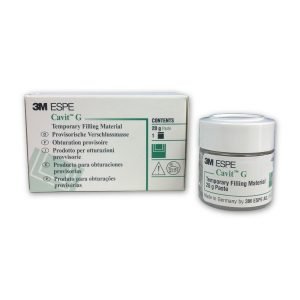 3M ESPE
Cavit™ G
Temporary Filling Material
Provisorische Verschlussmasse
Obturation provisoire
Prodotto per otturazioni
provvisorie
Pasta para obturaciones
provisorias
Produto para obturações
provisorias
CONTENTS
28 g Paste
1
3M ESPE
Cavit™ G
Temporary Filling Material
28 g Paste
Made in Germany by 3M ESPE AG